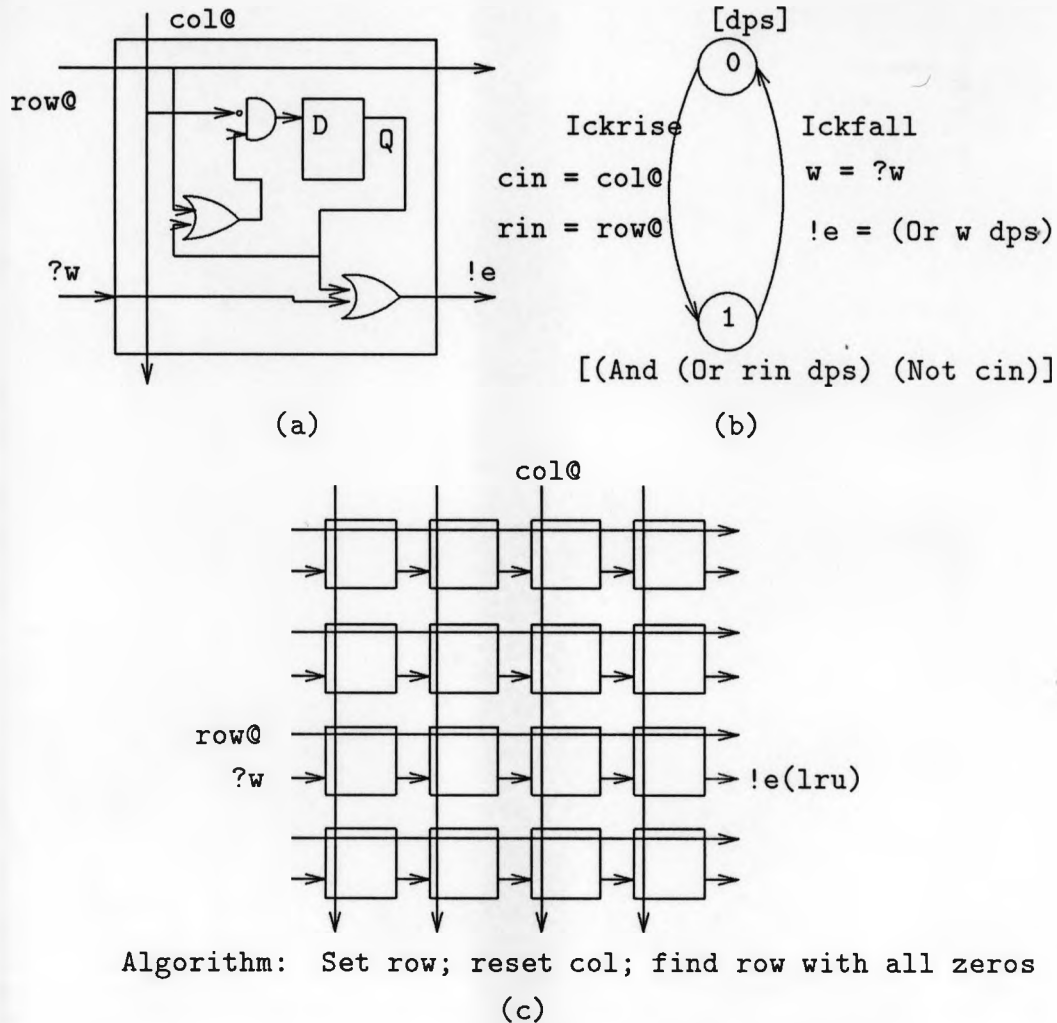 col@
row@
D
Q
?w
!e
(a)
[dps]
0
Ickrise
Ickfall
cin = col@
w = ?w
rin = row@
!e = (Or w dps)
1
[(And (Or rin dps) (Not cin)]
(b)
col@
row@
?w
!e(lru)
Algorithm: Set row; reset col; find row with all zeros
(c)